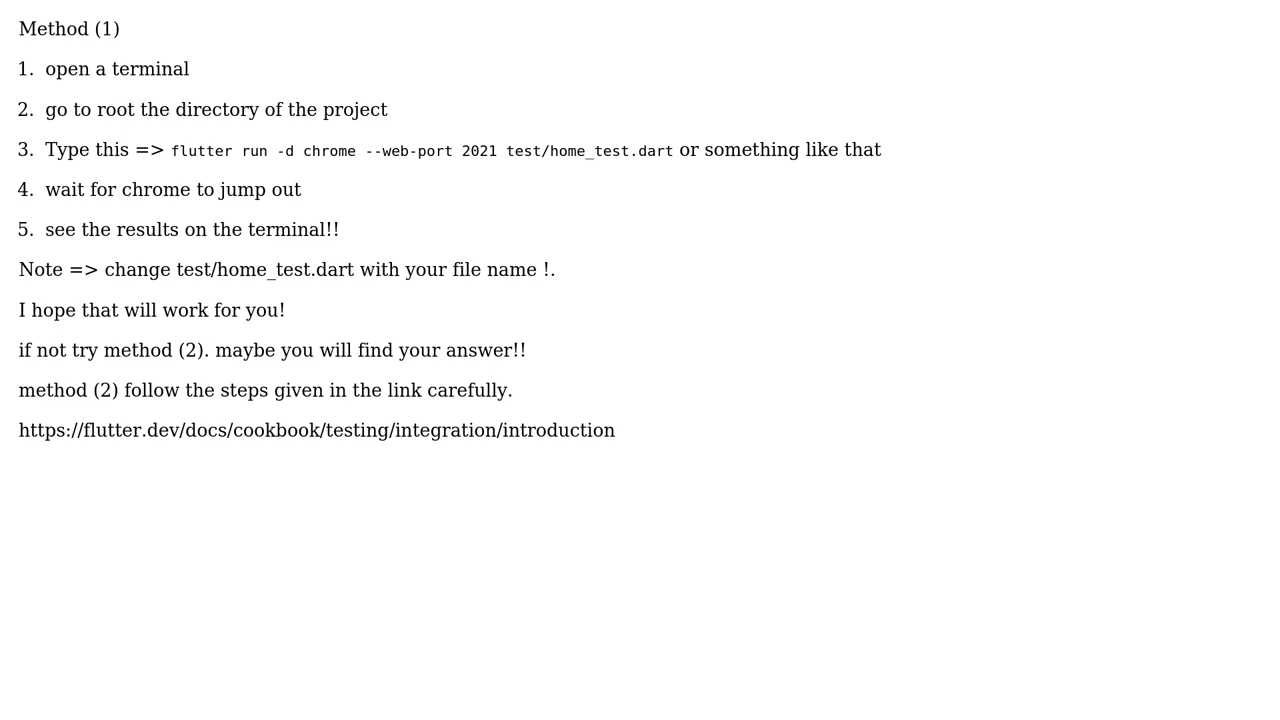 Method (1)
1. open a terminal
2. go to root the directory of the project
3. Type this => flutter run -d chrome --web-port 2021 test/home_test.dart or something like that
4. wait for chrome to jump out
5. see the results on the terminal!!
Note => change test/home_test.dart with your file name !.
I hope that will work for you!
if not try method (2). maybe you will find your answer!!
method (2) follow the steps given in the link carefully.
https://flutter.dev/docs/cookbook/testing/integration/introduction